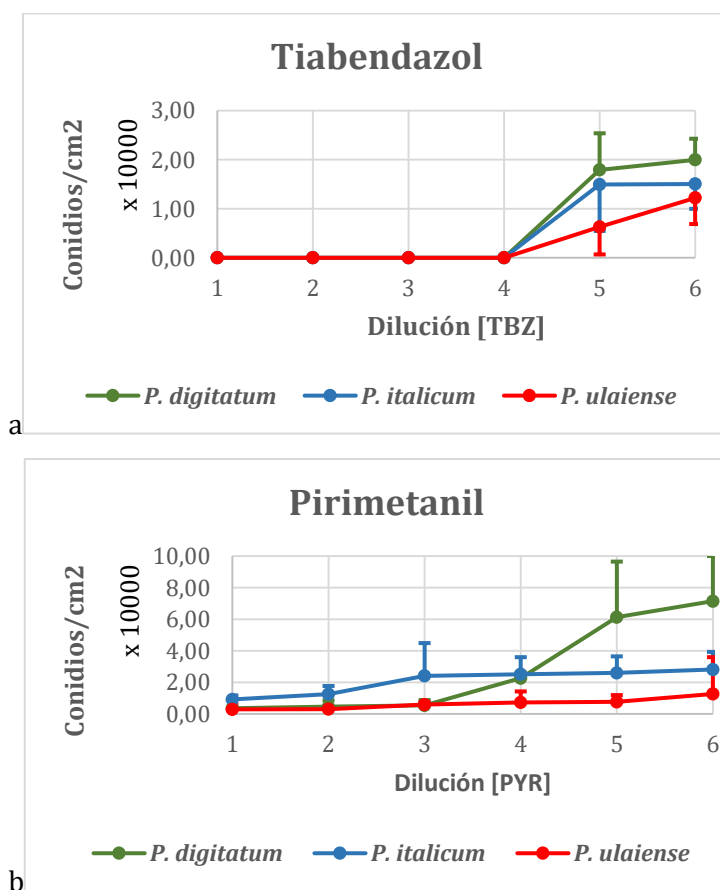 Tiabendazol
Conidios/cm2
x 10000
3,00
2,00
1,00
0,00
1 2 3 4 5 6
Dilución [TBZ]
P. digitatum P. italicum P. ulaiense
a
Pirimetanil
Conidios/cm2
x 10000
10,00
8,00
6,00
4,00
2,00
0,00
1 2 3 4 5 6
Dilución [PYR]
P. digitatum P. italicum P. ulaiense
b